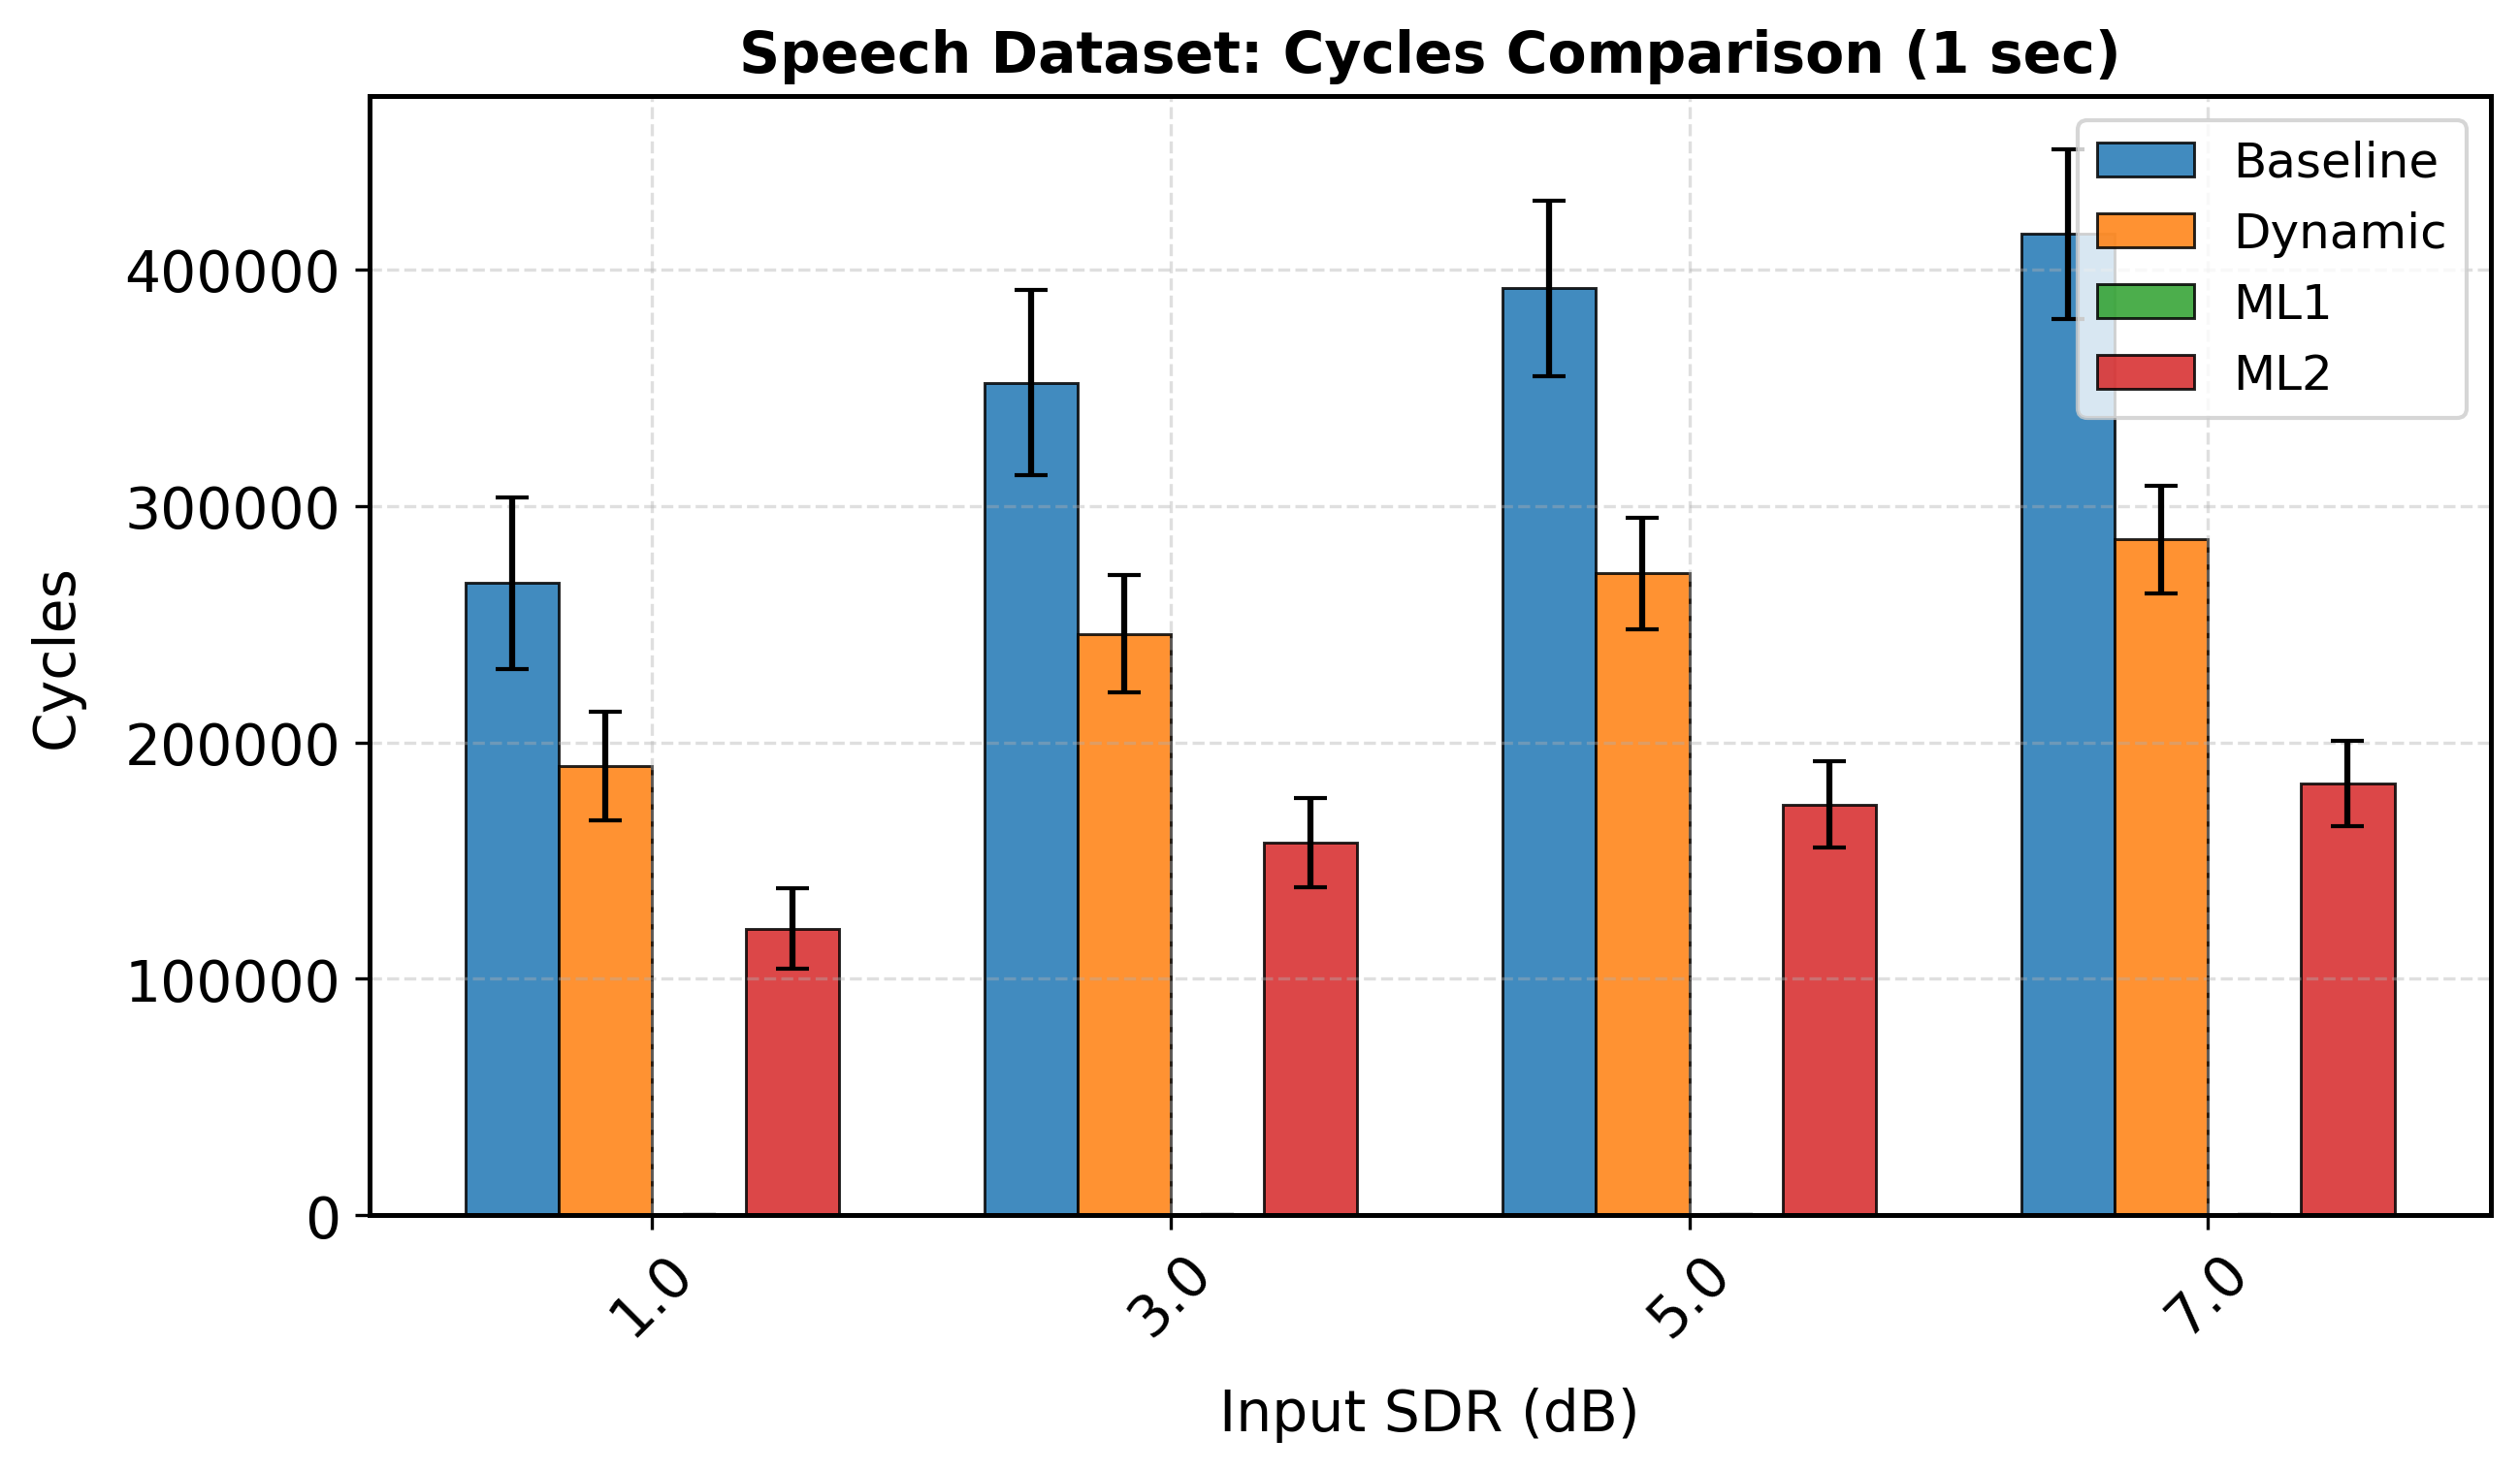 Speech Dataset: Cycles Comparison (1 sec)
Baseline
Dynamic
ML1
ML2
400000
300000
200000
100000
0
Cycles
1.0
3.0
5.0
7.0
Input SDR (dB)